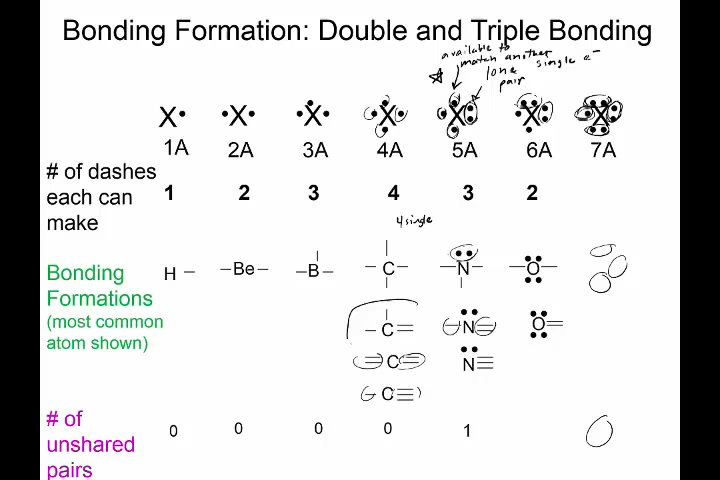 Bonding Formation: Double and Triple Bonding
available to
match another
single e⁻
lone
pair
X X X X X X X
1A 2A 3A 4A 5A 6A 7A
# of dashes
each can
make
1 2 3 4 3 2
4 single
Bonding
Formations
(most common
atom shown)
H – –Be– –B– –C– –N– –O–
–C= –N= O=
=C= N≡
–C≡
# of
unshared
pairs
0 0 0 0 1